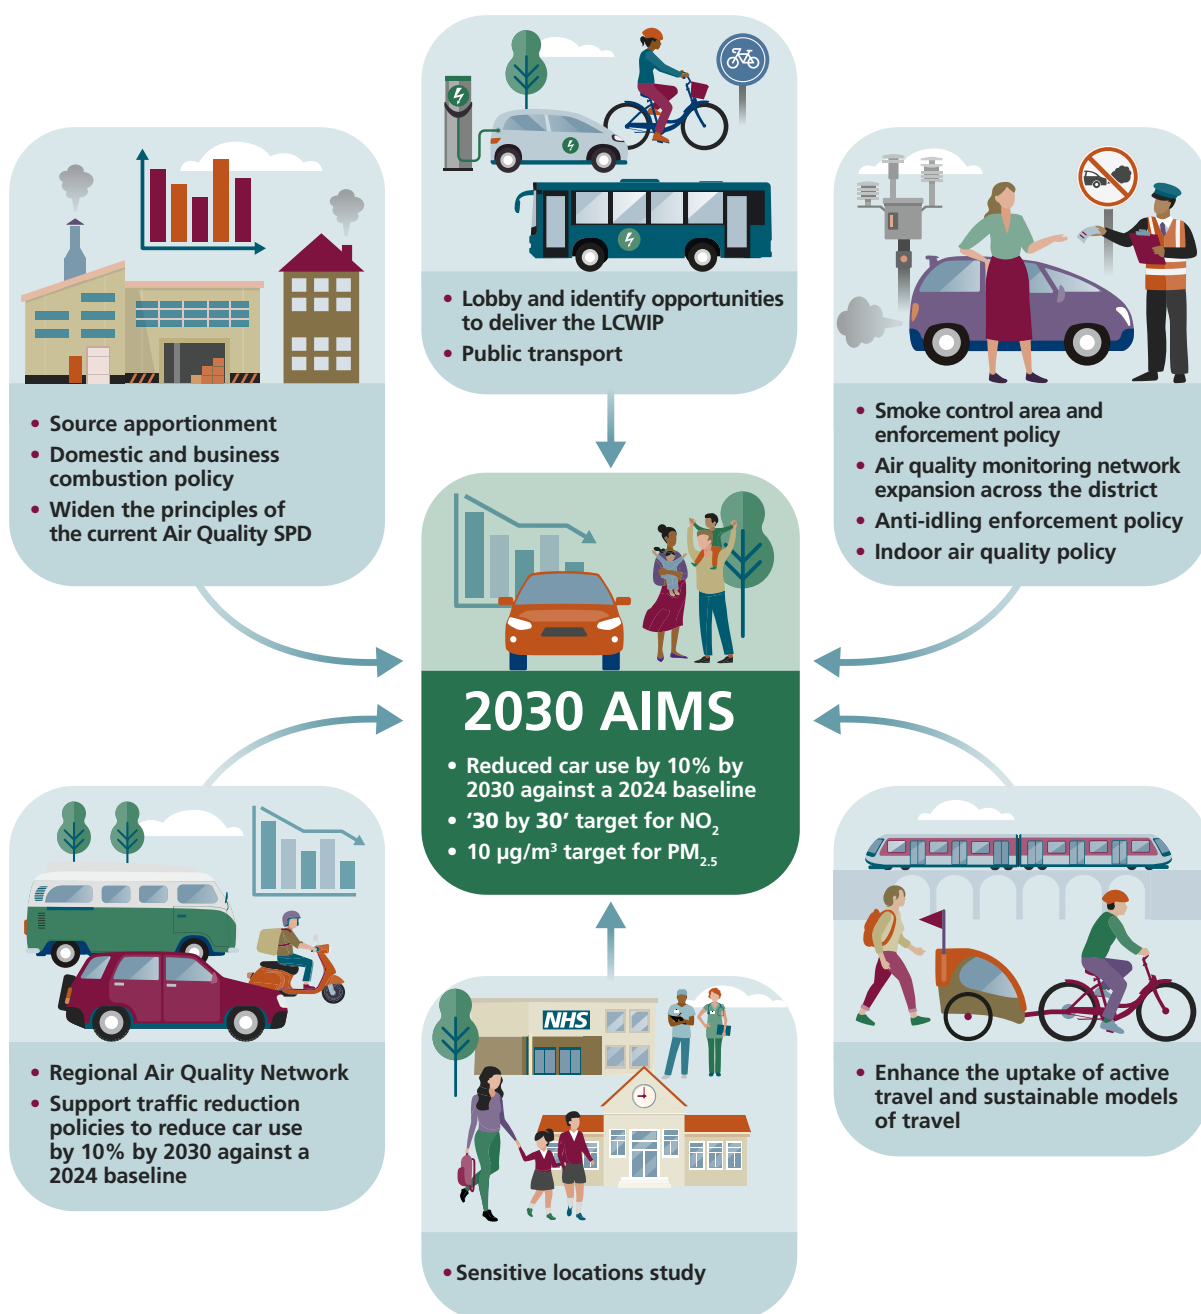 • Lobby and identify opportunities
to deliver the LCWIP
• Public transport
• Source apportionment
• Domestic and business
combustion policy
• Widen the principles of
the current Air Quality SPD
• Smoke control area and
enforcement policy
• Air quality monitoring network
expansion across the district
• Anti-idling enforcement policy
• Indoor air quality policy
2030 AIMS
• Reduced car use by 10% by
2030 against a 2024 baseline
• ‘30 by 30’ target for NO₂
• 10 µg/m³ target for PM₂.₅
• Regional Air Quality Network
• Support traffic reduction
policies to reduce car use
by 10% by 2030 against a
2024 baseline
NHS
• Sensitive locations study
• Enhance the uptake of active
travel and sustainable models
of travel